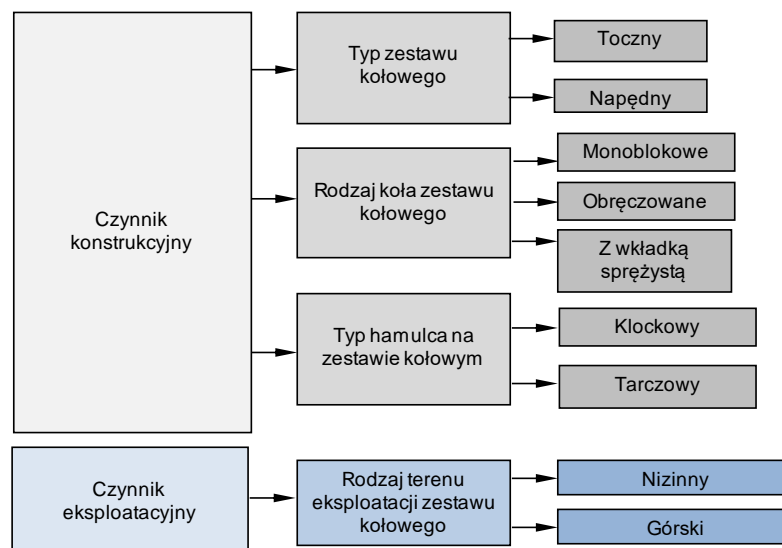 Czynnik
konstrukcyjny
Typ zestawu
kołowego
Toczny
Napędny
Rodzaj koła zestawu
kołowego
Monoblokowe
Obręczowane
Z wkładką
sprężystą
Typ hamulca na
zestawie kołowym
Klockowy
Tarczowy
Czynnik
eksploatacyjny
Rodzaj terenu
eksploatacji zestawu
kołowego
Nizinny
Górski